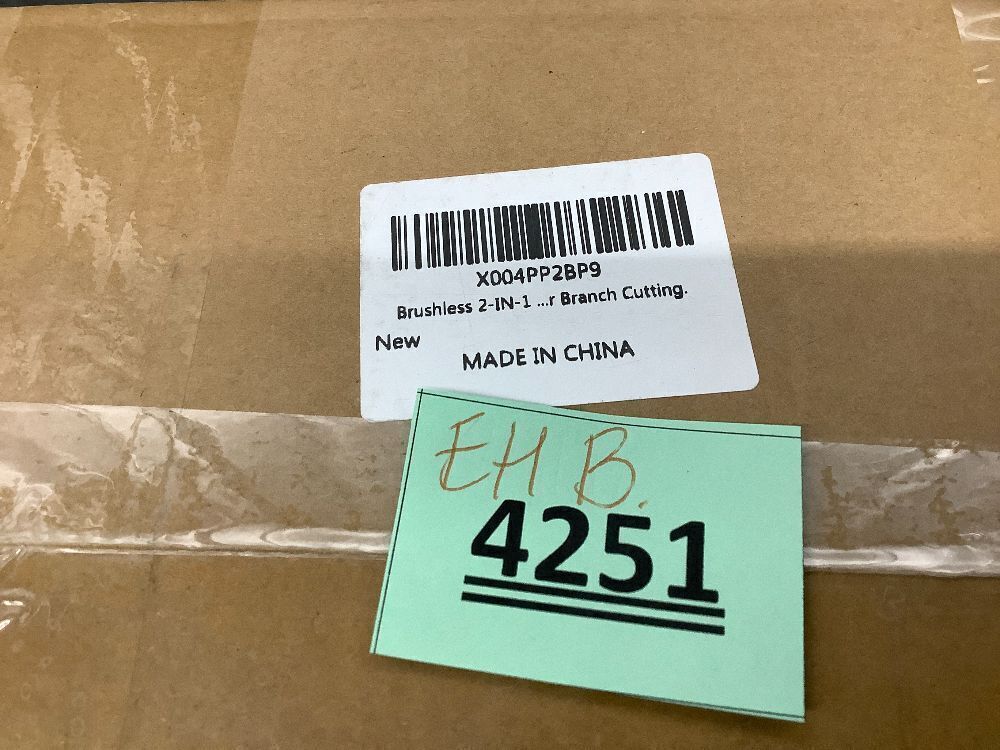 X004PP2BP9
Brushless 2-IN-1 ...r Branch Cutting.
New
MADE IN CHINA
EH B.
4251